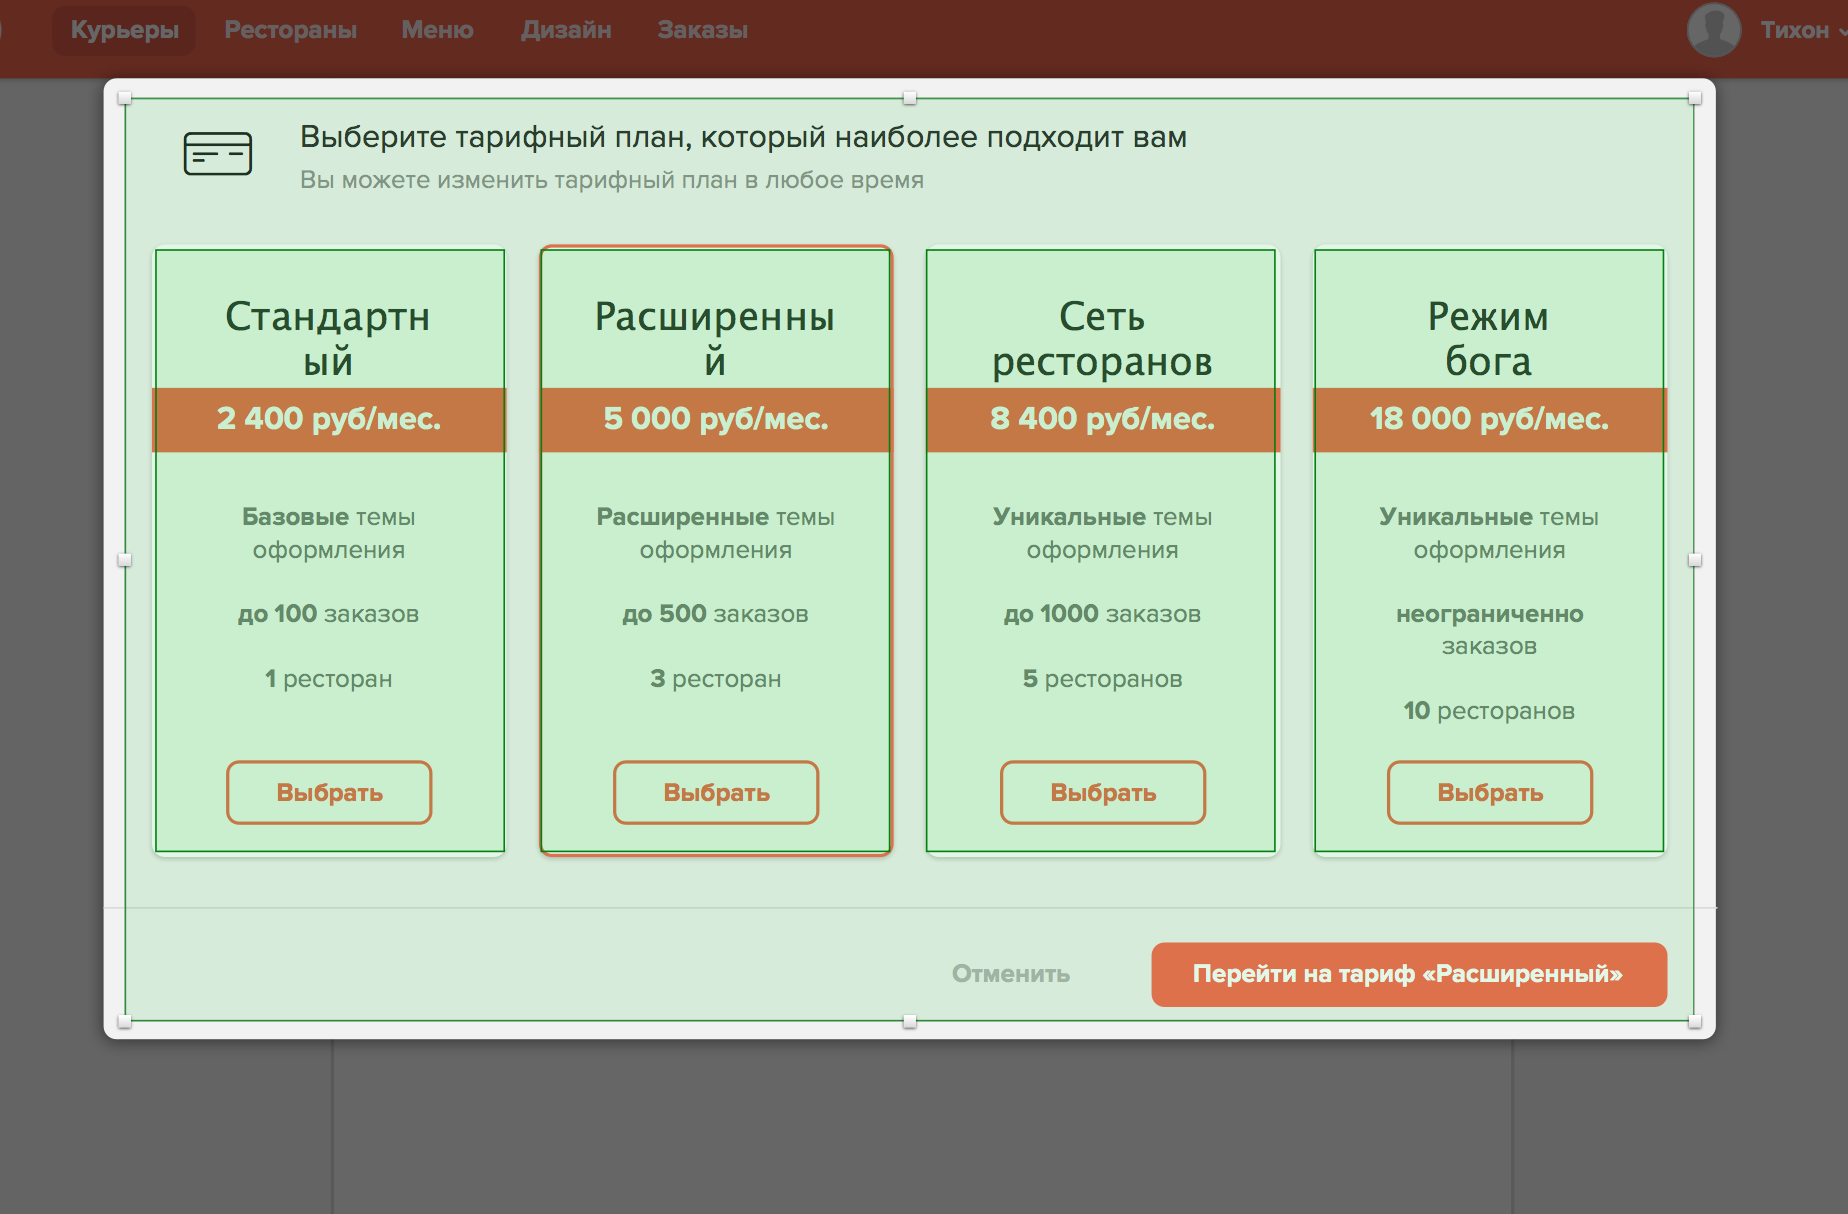 Курьеры Рестораны Меню Дизайн Заказы Тихон
Выберите тарифный план, который наиболее подходит вам
Вы можете изменить тарифный план в любое время
Стандартн
ый
2 400 руб/мес.
Базовые темы
оформления
до 100 заказов
1 ресторан
Выбрать
Расширенны
й
5 000 руб/мес.
Расширенные темы
оформления
до 500 заказов
3 ресторан
Выбрать
Сеть
ресторанов
8 400 руб/мес.
Уникальные темы
оформления
до 1000 заказов
5 ресторанов
Выбрать
Режим
бога
18 000 руб/мес.
Уникальные темы
оформления
неограниченно
заказов
10 ресторанов
Выбрать
Отменить
Перейти на тариф «Расширенный»